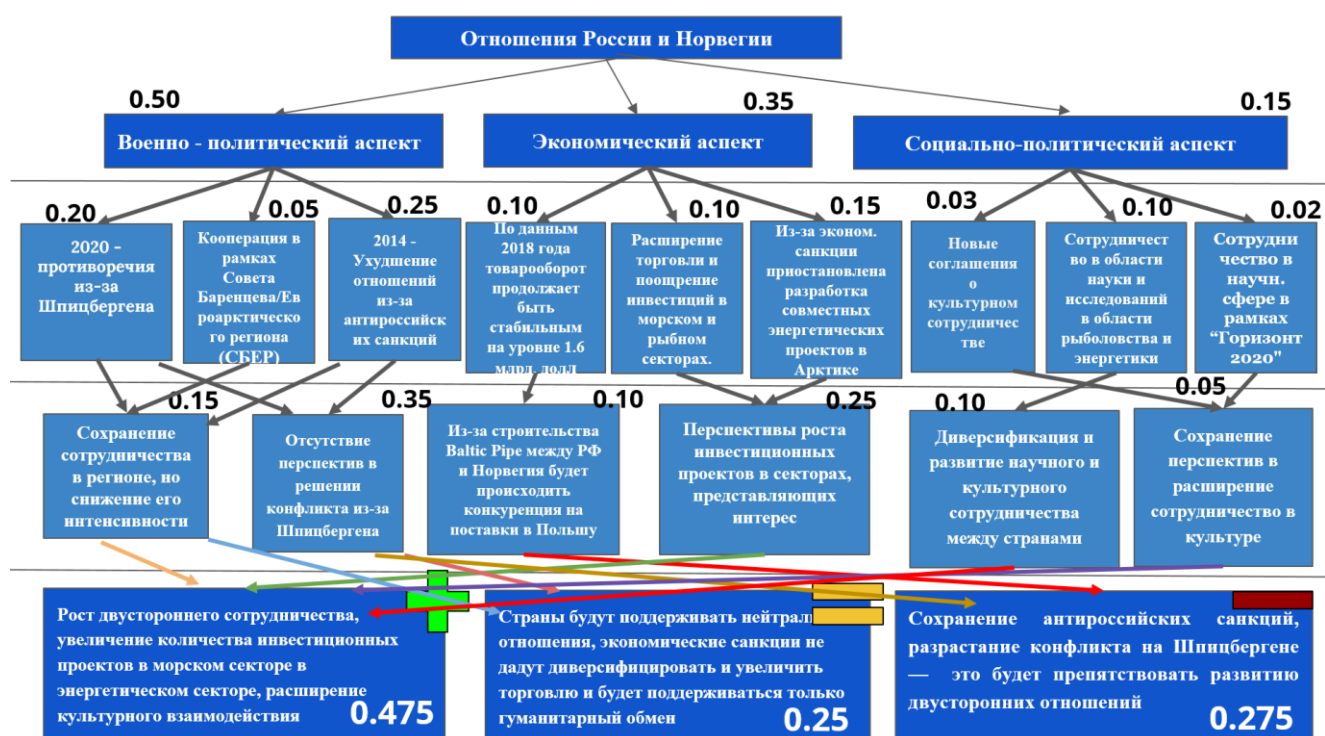 Отношения России и Норвегии
0.50
0.35
0.15
Военно - политический аспект
Экономический аспект
Социально-политический аспект
0.20
0.05
0.25
0.10
0.10
0.15
0.03
0.10
0.02
2020 -
противоречия
из-за
Шпицбергена
Кооперация в
рамках
Совета
Баренцева/Ев
роарктическо
го региона
(СБЕР)
2014 -
Ухудшение
отношений
из-за
антироссийск
их санкций
По данным
2018 года
товарооборот
продолжает
быть
стабильным
на уровне 1.6
млрд. долл
Расширение
торговли и
поощрение
инвестиций в
морском и
рыбном
секторах.
Из-за эконом.
санкции
приостановлена
разработка
совместных
энергетических
проектов в
Арктике
Новые
соглашения
о
культурном
сотрудничес
тве
Сотрудничест
во в области
науки и
исследований
в области
рыболовства и
энергетики
Сотрудни
чество в
научн.
сфере в
рамках
“Горизонт
2020"
0.15
0.35
0.10
0.25
0.10
0.05
Сохранение
сотрудничества
в регионе, но
снижение его
интенсивности
Отсутствие
перспектив в
решении
конфликта из-за
Шпицбергена
Из-за строительства
Baltic Pipe между РФ
и Норвегия будет
происходить
конкуренция на
поставки в Польшу
Перспективы роста
инвестиционных
проектов в секторах,
представляющих
интерес
Диверсификация и
развитие научного и
культурного
сотрудничества
между странами
Сохранение
перспектив в
расширение
сотрудничество в
культуре
Рост двустороннего сотрудничества,
увеличение количества инвестиционных
проектов в морском секторе в
энергетическом секторе, расширение
культурного взаимодействия
0.475
Страны будут поддерживать нейтраль
отношения, экономические санкции не
дадут диверсифицировать и увеличить
торговлю и будет поддерживаться только
гуманитарный обмен
0.25
Сохранение антироссийских санкций,
разрастание конфликта на Шпицбергене
— это будет препятствовать развитию
двусторонних отношений
0.275